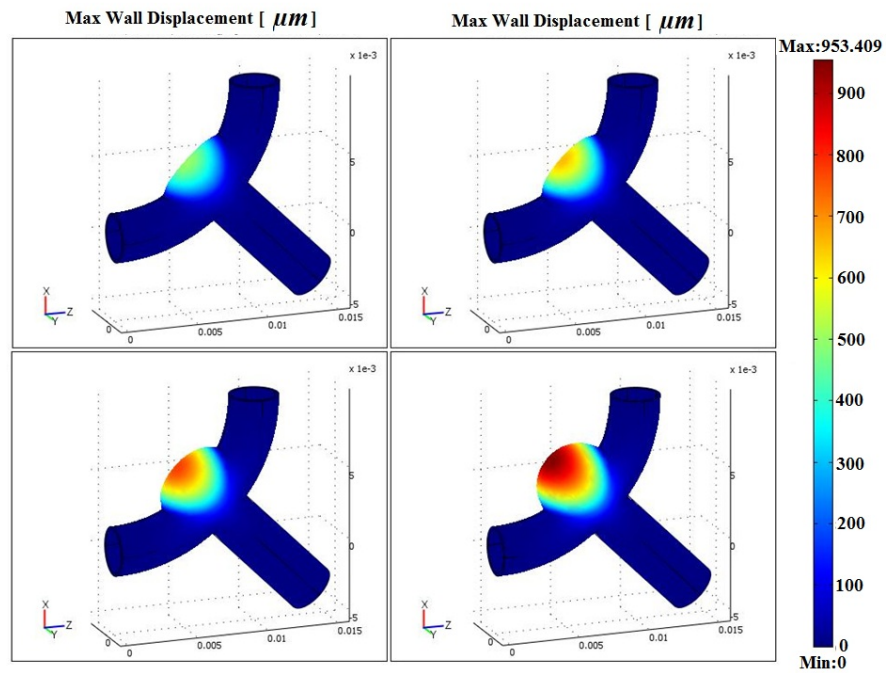 Max Wall Displacement [ μm ]
Max Wall Displacement [ μm ]
Max:953.409
x 1e-3
x 1e-3
900
800
700
600
500
400
300
200
100
0
Min:0
5
0
-5
X
Y
Z
0
0.005
0.01
0.015
5
0
-5
X
Y
Z
0
0.005
0.01
0.015
x 1e-3
5
0
-5
X
Y
Z
0
0.005
0.01
0.015
x 1e-3
5
0
-5
X
Y
Z
0
0.005
0.01
0.015